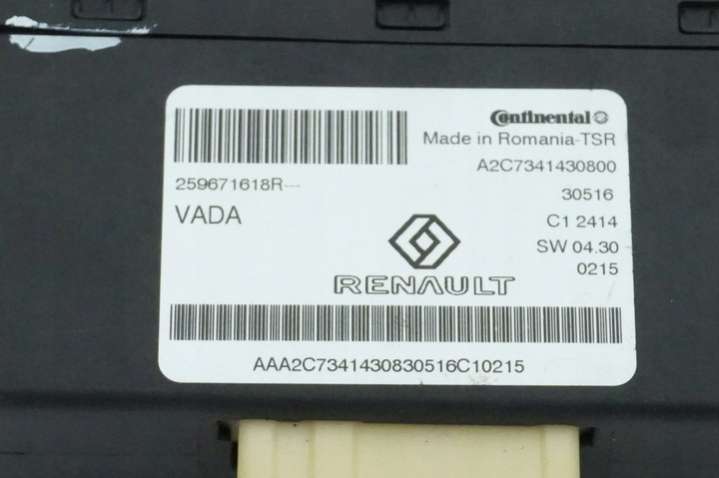 Continental
Made in Romania-TSR
A2C7341430800
259671618R--
30516
VADA
C1 2414
SW 04.30
0215
RENAULT
AAA2C7341430830516C10215